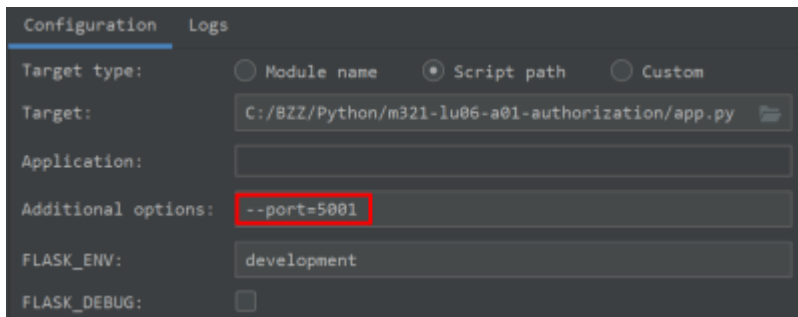 Configuration Logs
Target type: Module name Script path Custom
Target: C:/BZZ/Python/m321-lu06-a01-authorization/app.py
Application:
Additional options: --port=5001
FLASK_ENV: development
FLASK_DEBUG: